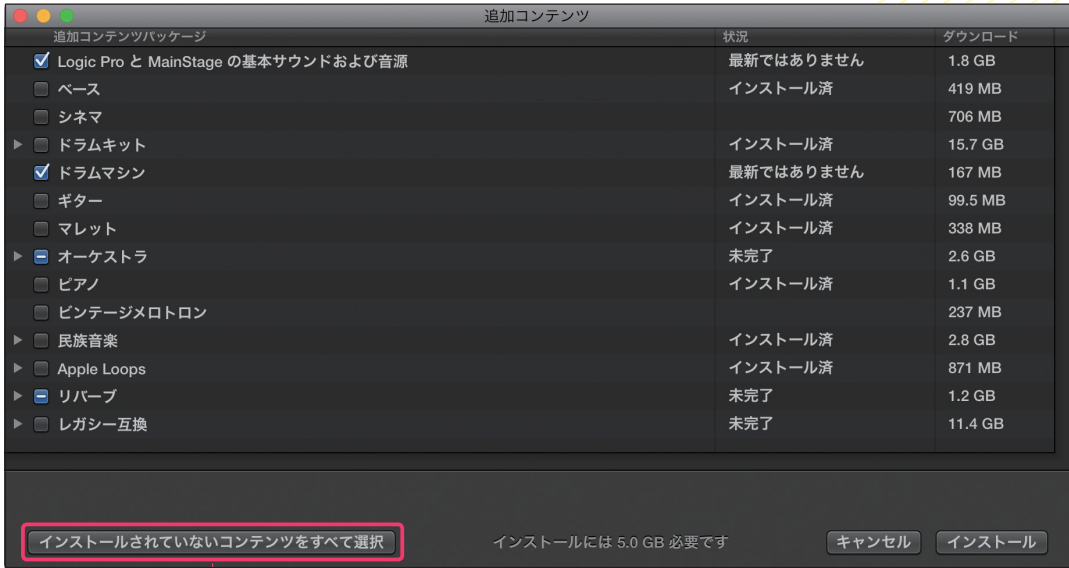 追加コンテンツ
追加コンテンツパッケージ 状況 ダウンロード
Logic Pro と MainStage の基本サウンドおよび音源 最新ではありません 1.8 GB
ベース インストール済 419 MB
シネマ 706 MB
ドラムキット インストール済 15.7 GB
ドラムマシン 最新ではありません 167 MB
ギター インストール済 99.5 MB
マレット インストール済 338 MB
オーケストラ 未完了 2.6 GB
ピアノ インストール済 1.1 GB
ビンテージメロトロン 237 MB
民族音楽 インストール済 2.8 GB
Apple Loops インストール済 871 MB
リバーブ 未完了 1.2 GB
レガシー互換 未完了 11.4 GB
インストールされていないコンテンツをすべて選択 インストールには 5.0 GB 必要です キャンセル インストール